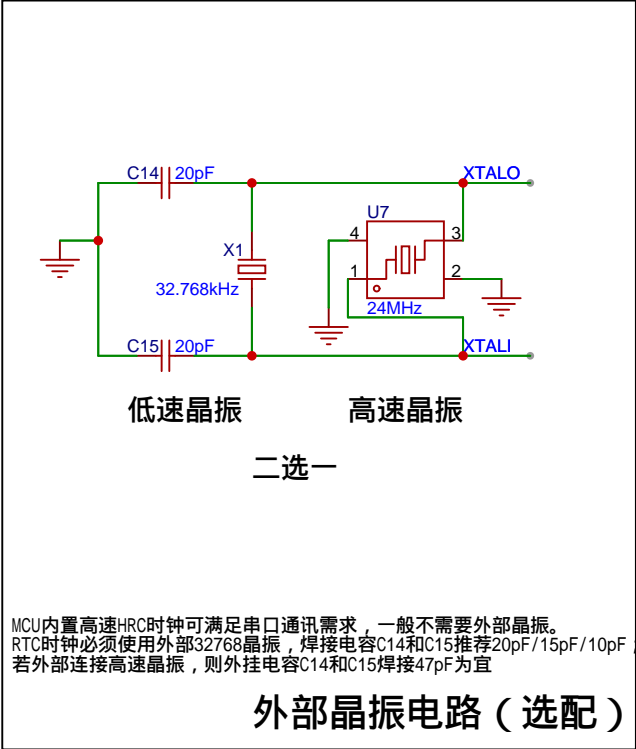 C14 20pF
XTALO
U7
4
3
X1
1
2
32.768kHz
24MHz
C15 20pF
XTALI
低速晶振
高速晶振
二选一
MCU内置高速HRC时钟可满足串口通讯需求，一般不需要外部晶振。
RTC时钟必须使用外部32768晶振，焊接电容C14和C15推荐20pF/15pF/10pF；
若外部连接高速晶振，则外挂电容C14和C15焊接47pF为宜
外部晶振电路（选配）